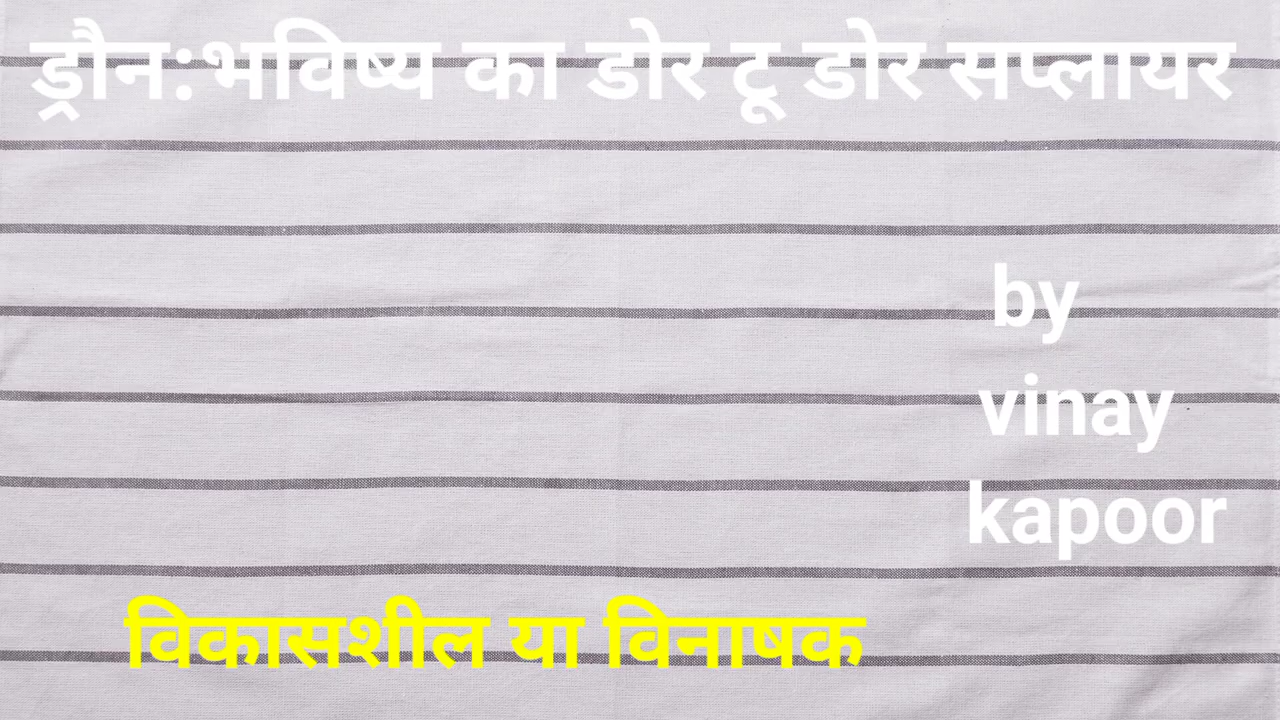 ड्रौन:भविष्य का डोर टू डोर सप्लायर
by
vinay
kapoor
विकासशील या विनाषक